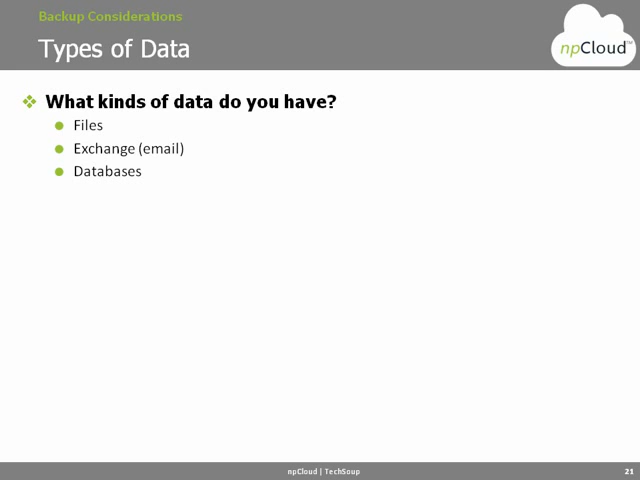 Backup Considerations
Types of Data
npCloud™
What kinds of data do you have?
Files
Exchange (email)
Databases
npCloud | TechSoup
21